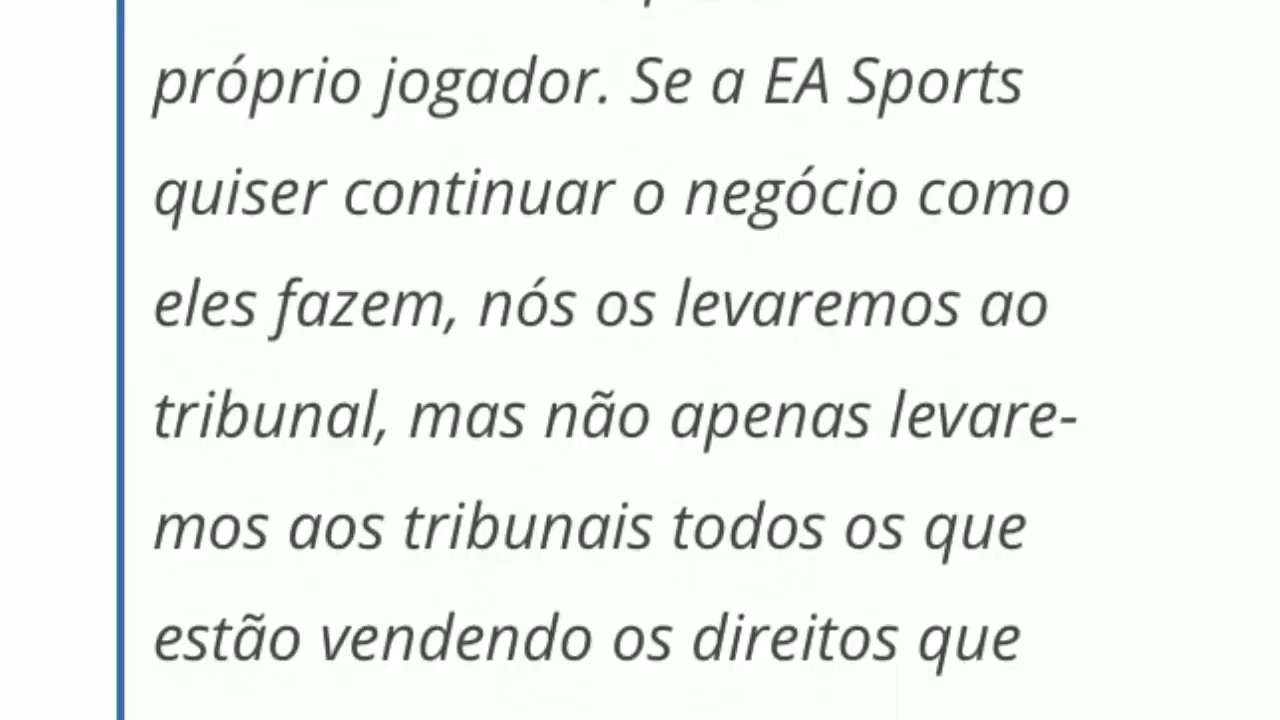 próprio jogador. Se a EA Sports
quiser continuar o negócio como
eles fazem, nós os levaremos ao
tribunal, mas não apenas levare-
mos aos tribunais todos os que
estão vendendo os direitos que